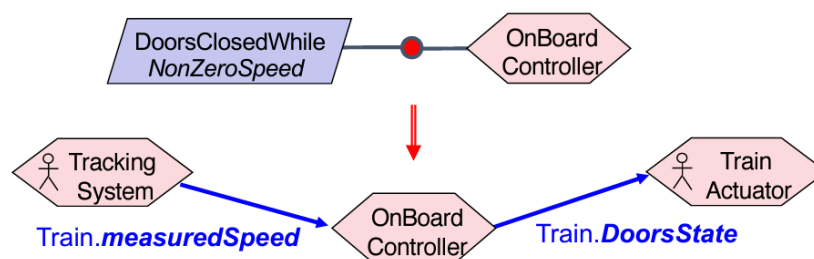 DoorsClosedWhile
NonZeroSpeed
OnBoard
Controller
Tracking
System
Train
Actuator
OnBoard
Controller
Train.measuredSpeed
Train.DoorsState